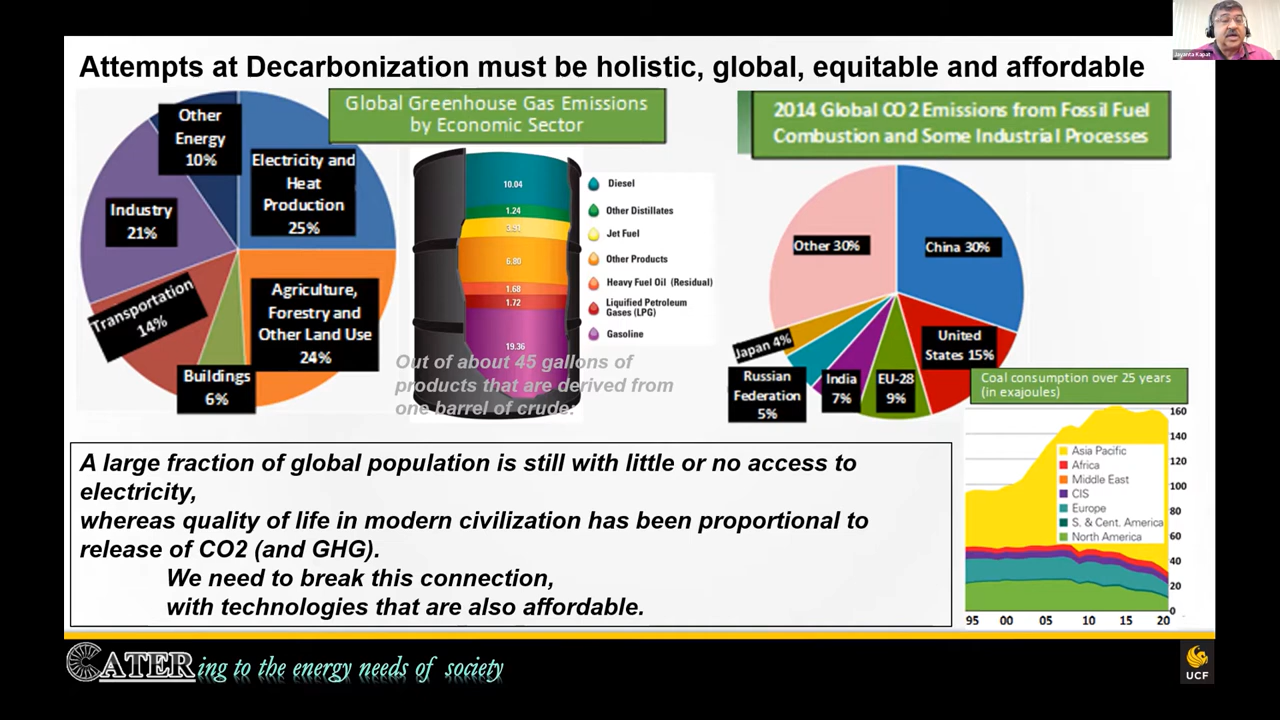 Jayanta Kapat
Attempts at Decarbonization must be holistic, global, equitable and affordable
Global Greenhouse Gas Emissions
by Economic Sector
Other
Energy
10%
Electricity and
Heat
Production
25%
Industry
21%
Agriculture,
Forestry and
Other Land Use
24%
Transportation
14%
Buildings
6%
10.04
1.24
3.91
6.80
1.68
1.72
19.36
Diesel
Other Distillates
Jet Fuel
Other Products
Heavy Fuel Oil (Residual)
Liquified Petroleum
Gases (LPG)
Gasoline
Out of about 45 gallons of
products that are derived from
one barrel of crude.
2014 Global CO2 Emissions from Fossil Fuel
Combustion and Some Industrial Processes
Other 30%
China 30%
Japan 4%
United
States 15%
Russian
Federation
5%
India
7%
EU-28
9%
Coal consumption over 25 years
(in exajoules)
160
140
120
100
80
60
40
20
0
Asia Pacific
Africa
Middle East
CIS
Europe
S. & Cent. America
North America
95 00 05 10 15 20
A large fraction of global population is still with little or no access to
electricity,
whereas quality of life in modern civilization has been proportional to
release of CO2 (and GHG).
We need to break this connection,
with technologies that are also affordable.
CATERing to the energy needs of society
UCF